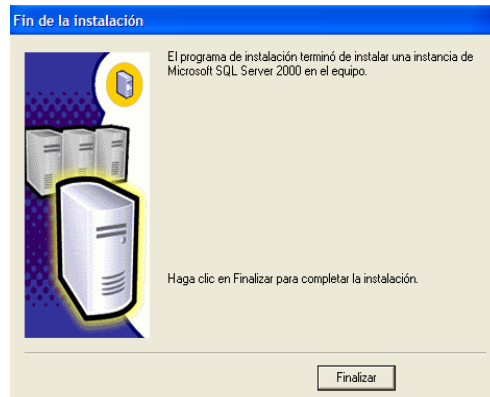 Fin de la instalación
El programa de instalación terminó de instalar una instancia de
Microsoft SQL Server 2000 en el equipo.
Haga clic en Finalizar para completar la instalación.
Finalizar